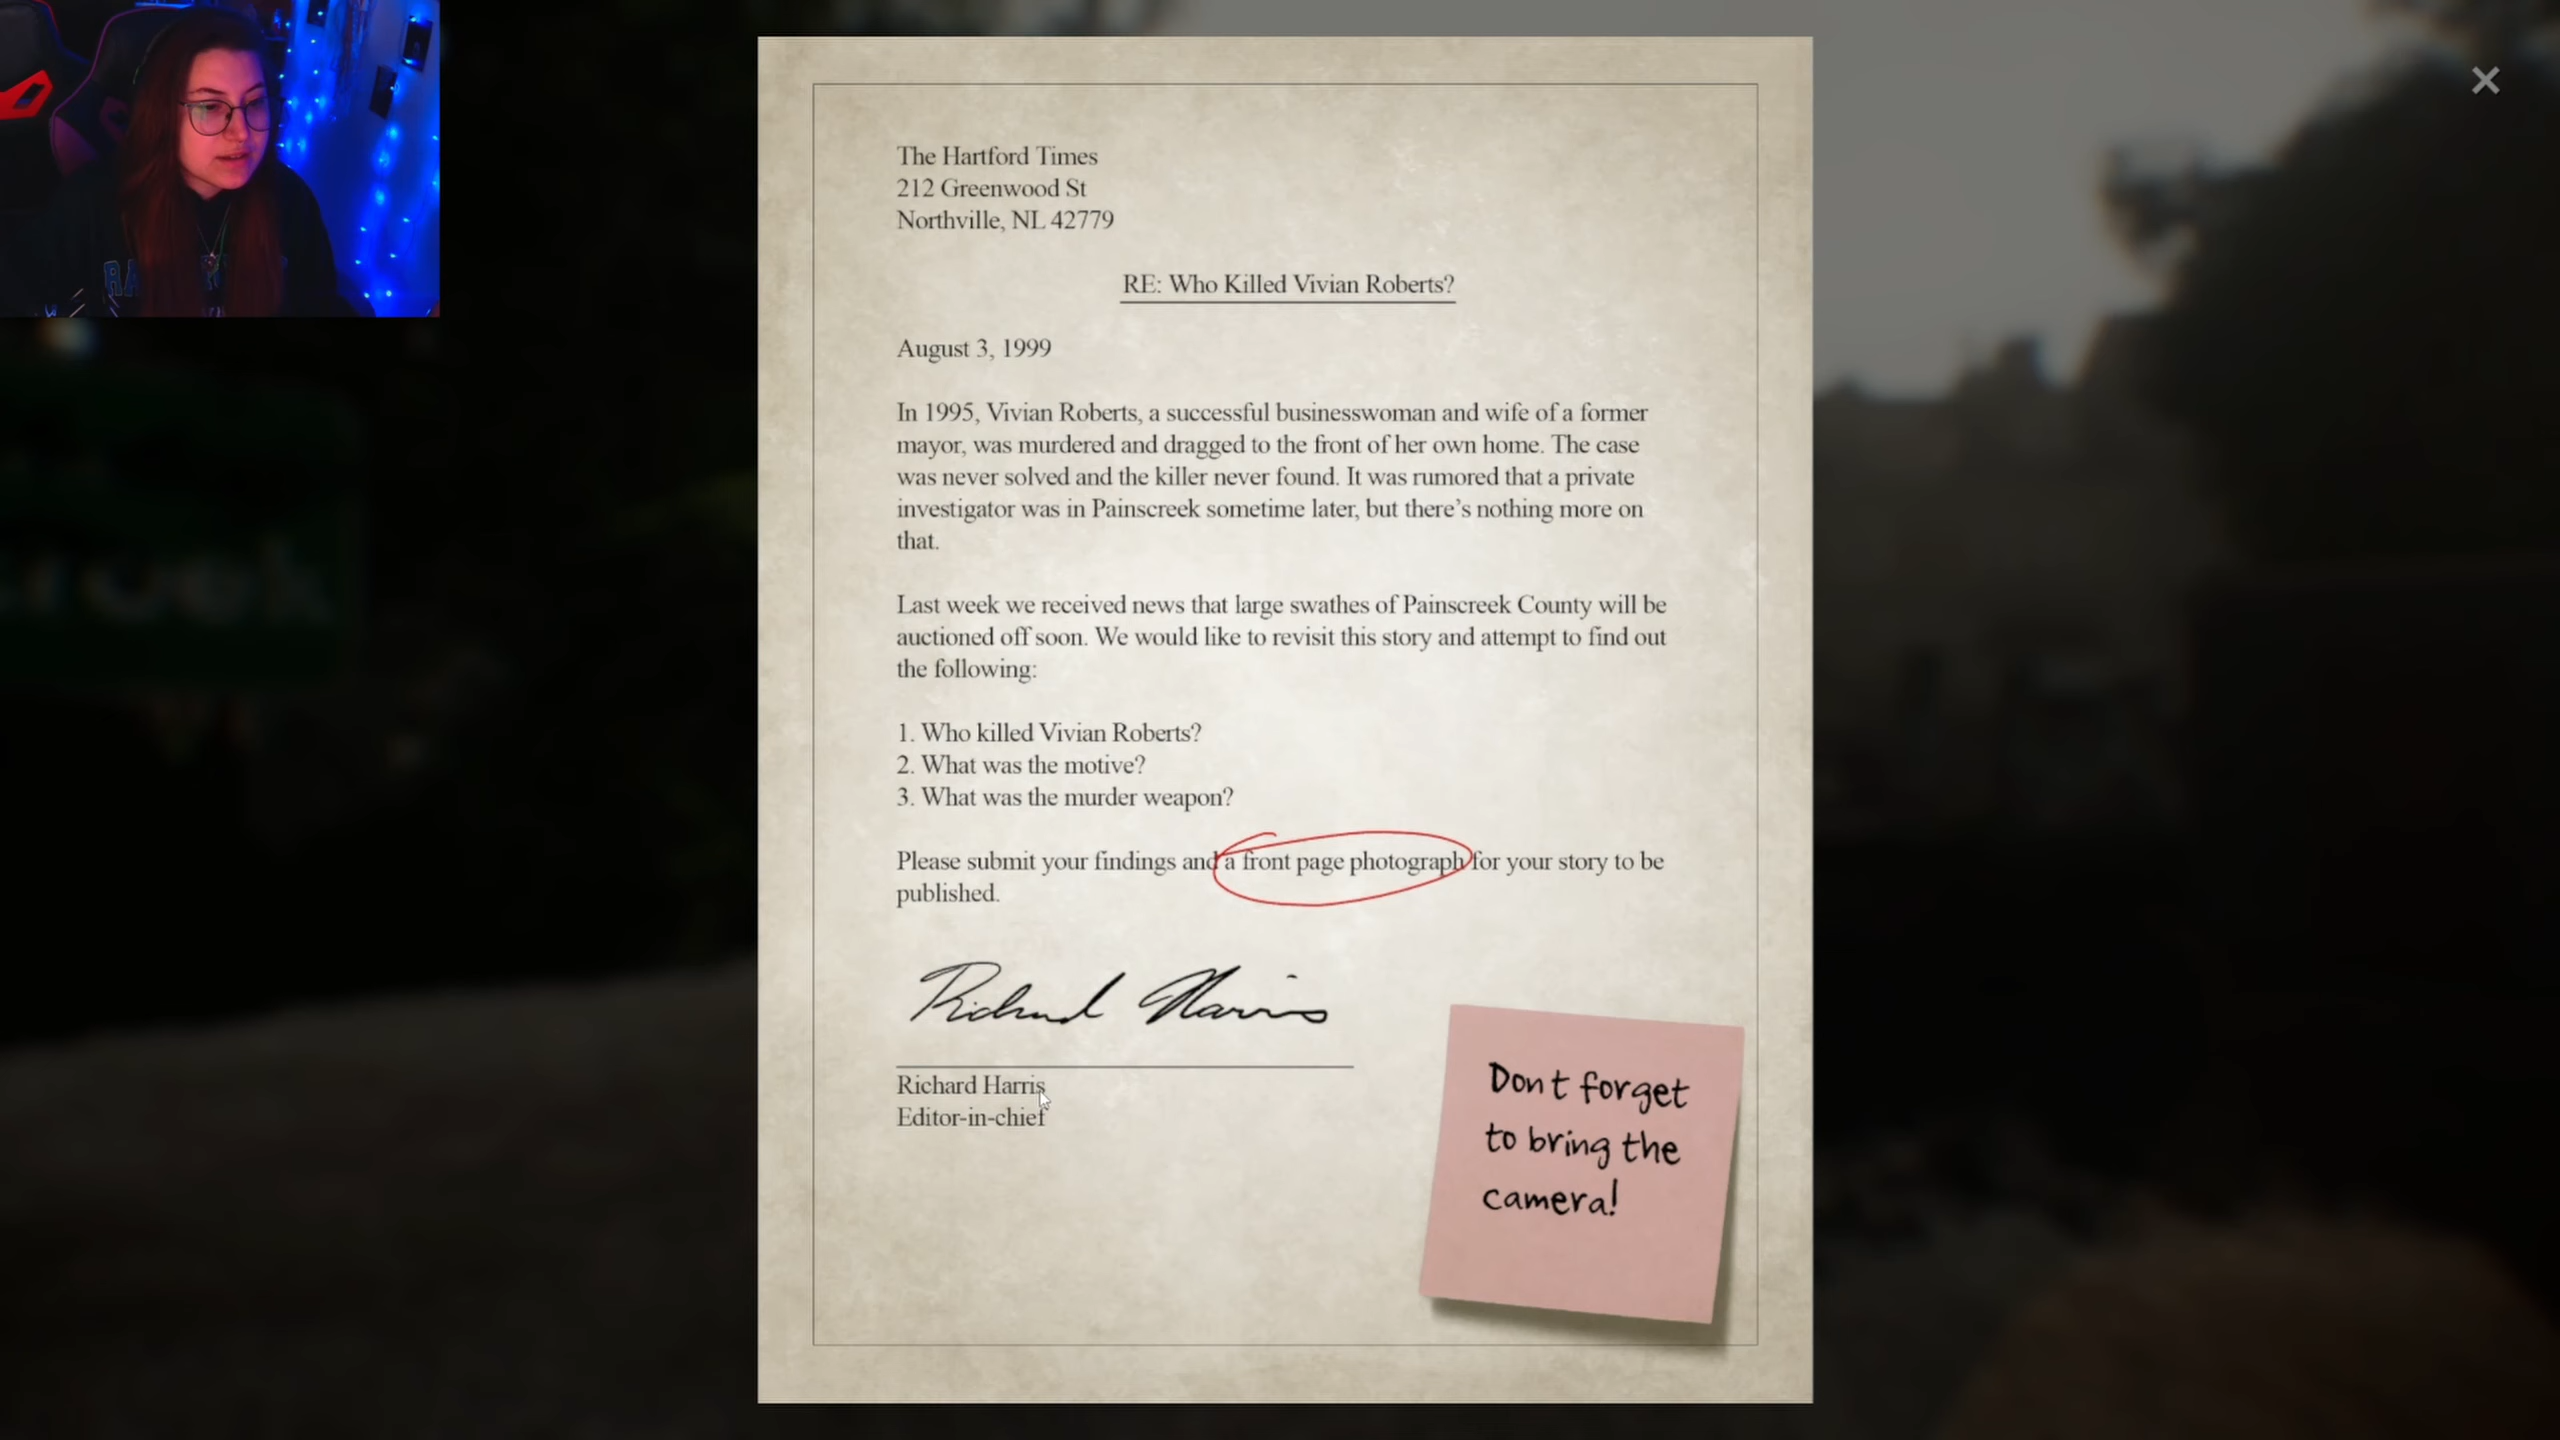 The Hartford Times
212 Greenwood St
Northville, NL 42779
RE: Who Killed Vivian Roberts?
August 3, 1999
In 1995, Vivian Roberts, a successful businesswoman and wife of a former
mayor, was murdered and dragged to the front of her own home. The case
was never solved and the killer never found. It was rumored that a private
investigator was in Painscreek sometime later, but there's nothing more on
that.
Last week we received news that large swathes of Painscreek County will be
auctioned off soon. We would like to revisit this story and attempt to find out
the following:
1. Who killed Vivian Roberts?
2. What was the motive?
3. What was the murder weapon?
Please submit your findings and a front page photograph for your story to be
published.
Richard Harris
Richard Harris
Editor-in-chief
Dont forget
to bring the
camera!